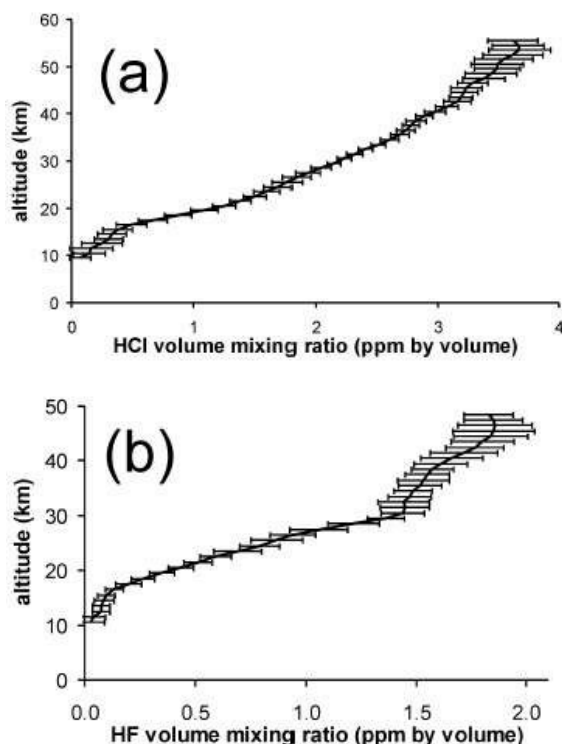 (a)
altitude (km)
60
50
40
30
20
10
0
0 1 2 3 4
HCl volume mixing ratio (ppm by volume)
(b)
altitude (km)
50
40
30
20
10
0
0.0 0.5 1.0 1.5 2.0
HF volume mixing ratio (ppm by volume)